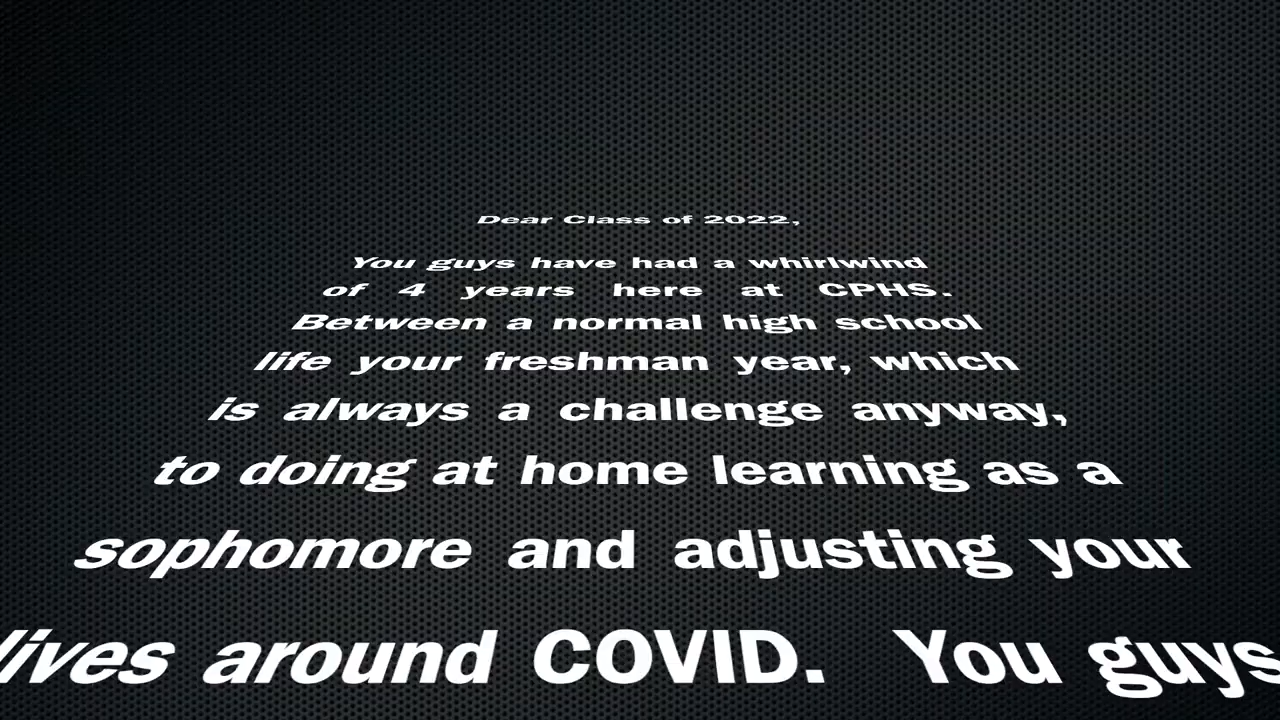 Dear Class of 2022,
You guys have had a whirlwind
of 4 years here at CPHS.
Between a normal high school
life your freshman year, which
is always a challenge anyway,
to doing at home learning as a
sophomore and adjusting your
lives around COVID. You guys